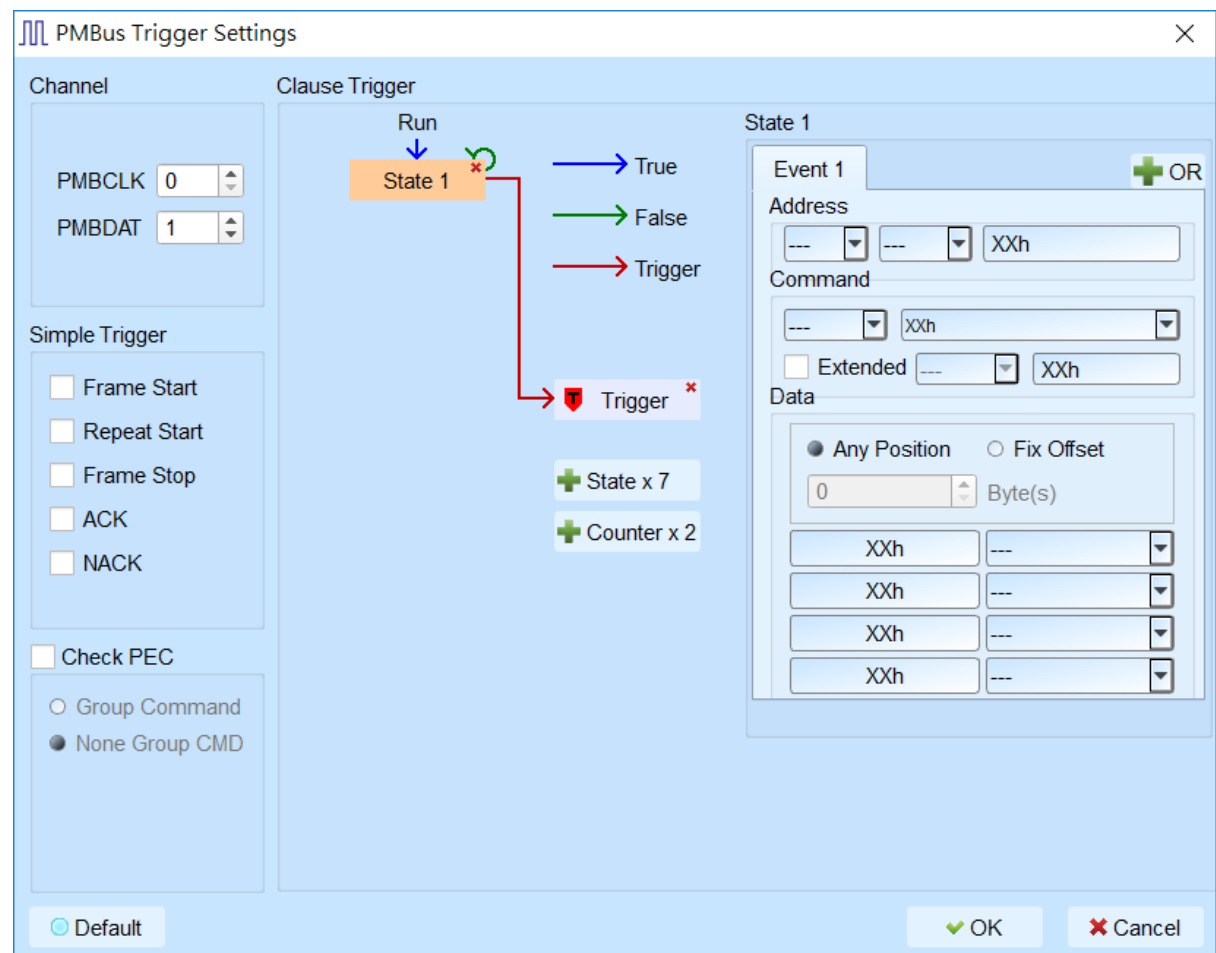 PMBus Trigger Settings
Channel
PMBCLK 0
PMBDAT 1
Simple Trigger
Frame Start
Repeat Start
Frame Stop
ACK
NACK
Check PEC
Group Command
None Group CMD
Clause Trigger
Run
State 1
True
False
Trigger
T Trigger
State x 7
Counter x 2
State 1
Event 1
OR
Address
--- --- XXh
Command
--- XXh
Extended --- XXh
Data
Any Position Fix Offset
0 Byte(s)
XXh ---
XXh ---
XXh ---
XXh ---
Default
OK
Cancel